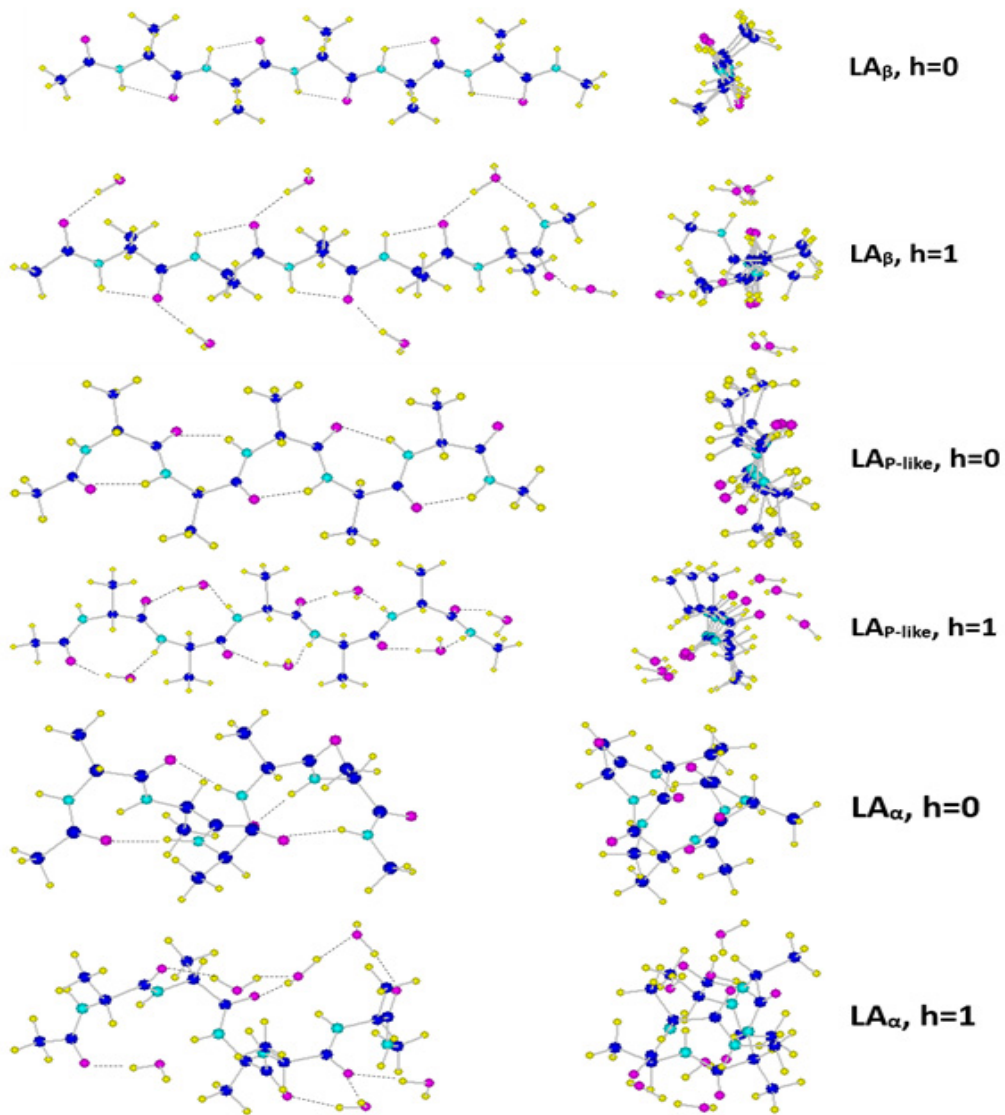 LAβ, h=0
LAβ, h=1
LAP-like, h=0
LAP-like, h=1
LAα, h=0
LAα, h=1